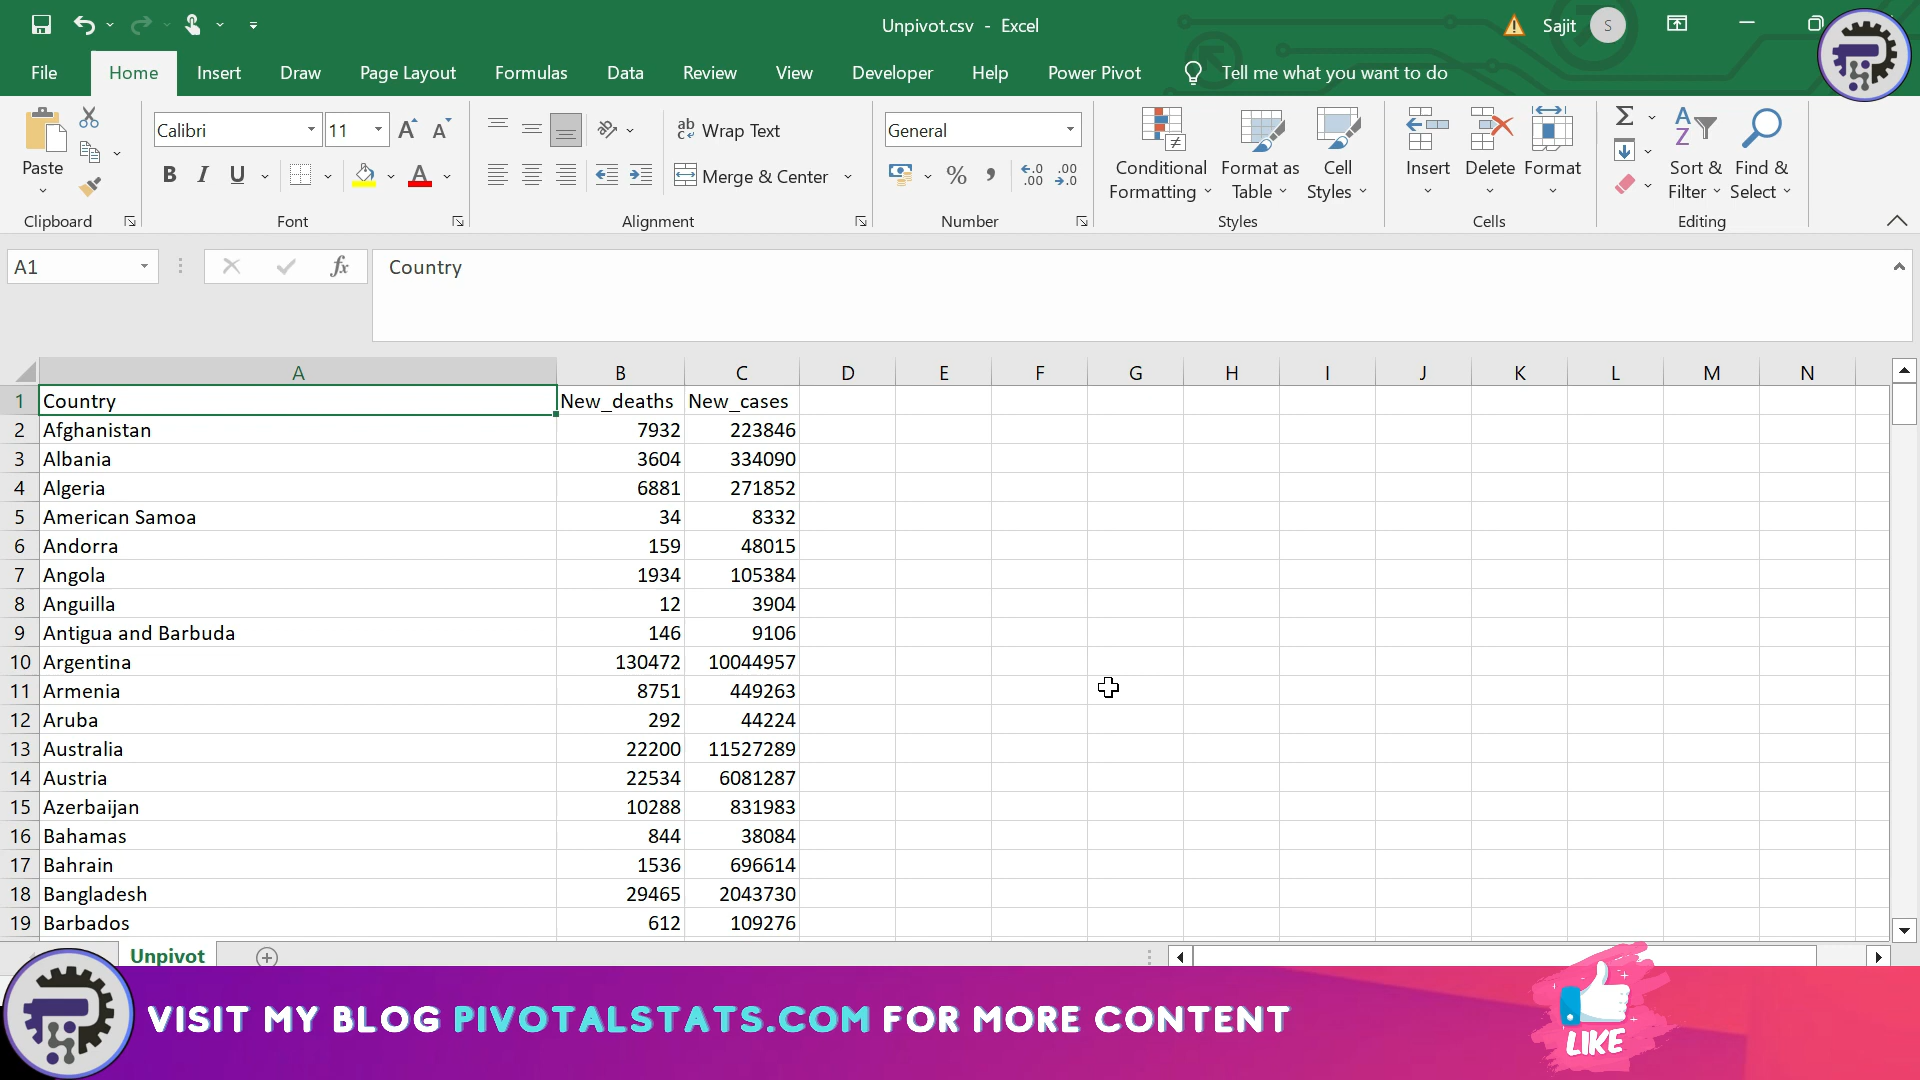 Unpivot.csv - Excel
Sajit
S
File Home Insert Draw Page Layout Formulas Data Review View Developer Help Power Pivot Tell me what you want to do
Calibri 11
ab Wrap Text
General
Paste
B I U
A
Merge & Center
% ,
Conditional Formatting
Format as Table
Cell Styles
Insert Delete Format
Sort & Filter
Find & Select
Clipboard Font Alignment Number Styles Cells Editing
A1 fx Country
A B C D E F G H I J K L M N
1 Country New_deaths New_cases
2 Afghanistan 7932 223846
3 Albania 3604 334090
4 Algeria 6881 271852
5 American Samoa 34 8332
6 Andorra 159 48015
7 Angola 1934 105384
8 Anguilla 12 3904
9 Antigua and Barbuda 146 9106
10 Argentina 130472 10044957
11 Armenia 8751 449263
12 Aruba 292 44224
13 Australia 22200 11527289
14 Austria 22534 6081287
15 Azerbaijan 10288 831983
16 Bahamas 844 38084
17 Bahrain 1536 696614
18 Bangladesh 29465 2043730
19 Barbados 612 109276
Unpivot
VISIT MY BLOG PIVOTALSTATS.COM FOR MORE CONTENT
LIKE